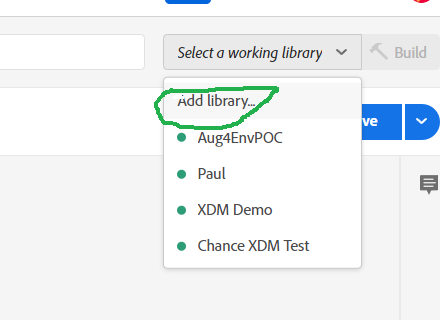 Select a working library
Build
Add library...
ve
Aug4EnvPOC
Paul
XDM Demo
Chance XDM Test